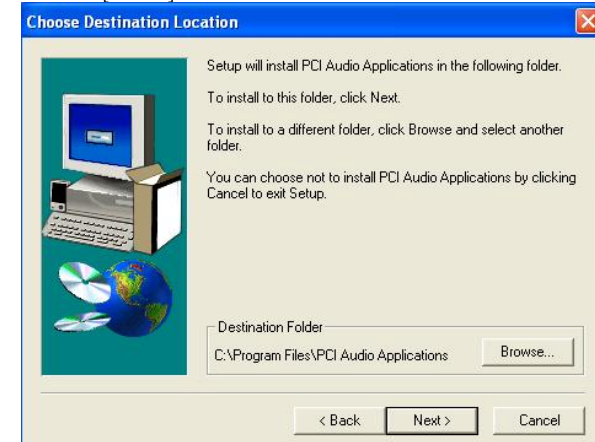 Choose Destination Location
Setup will install PCI Audio Applications in the following folder.
To install to this folder, click Next.
To install to a different folder, click Browse and select another
folder.
You can choose not to install PCI Audio Applications by clicking
Cancel to exit Setup.
Destination Folder
C:\Program Files\PCI Audio Applications
Browse...
< Back
Next >
Cancel